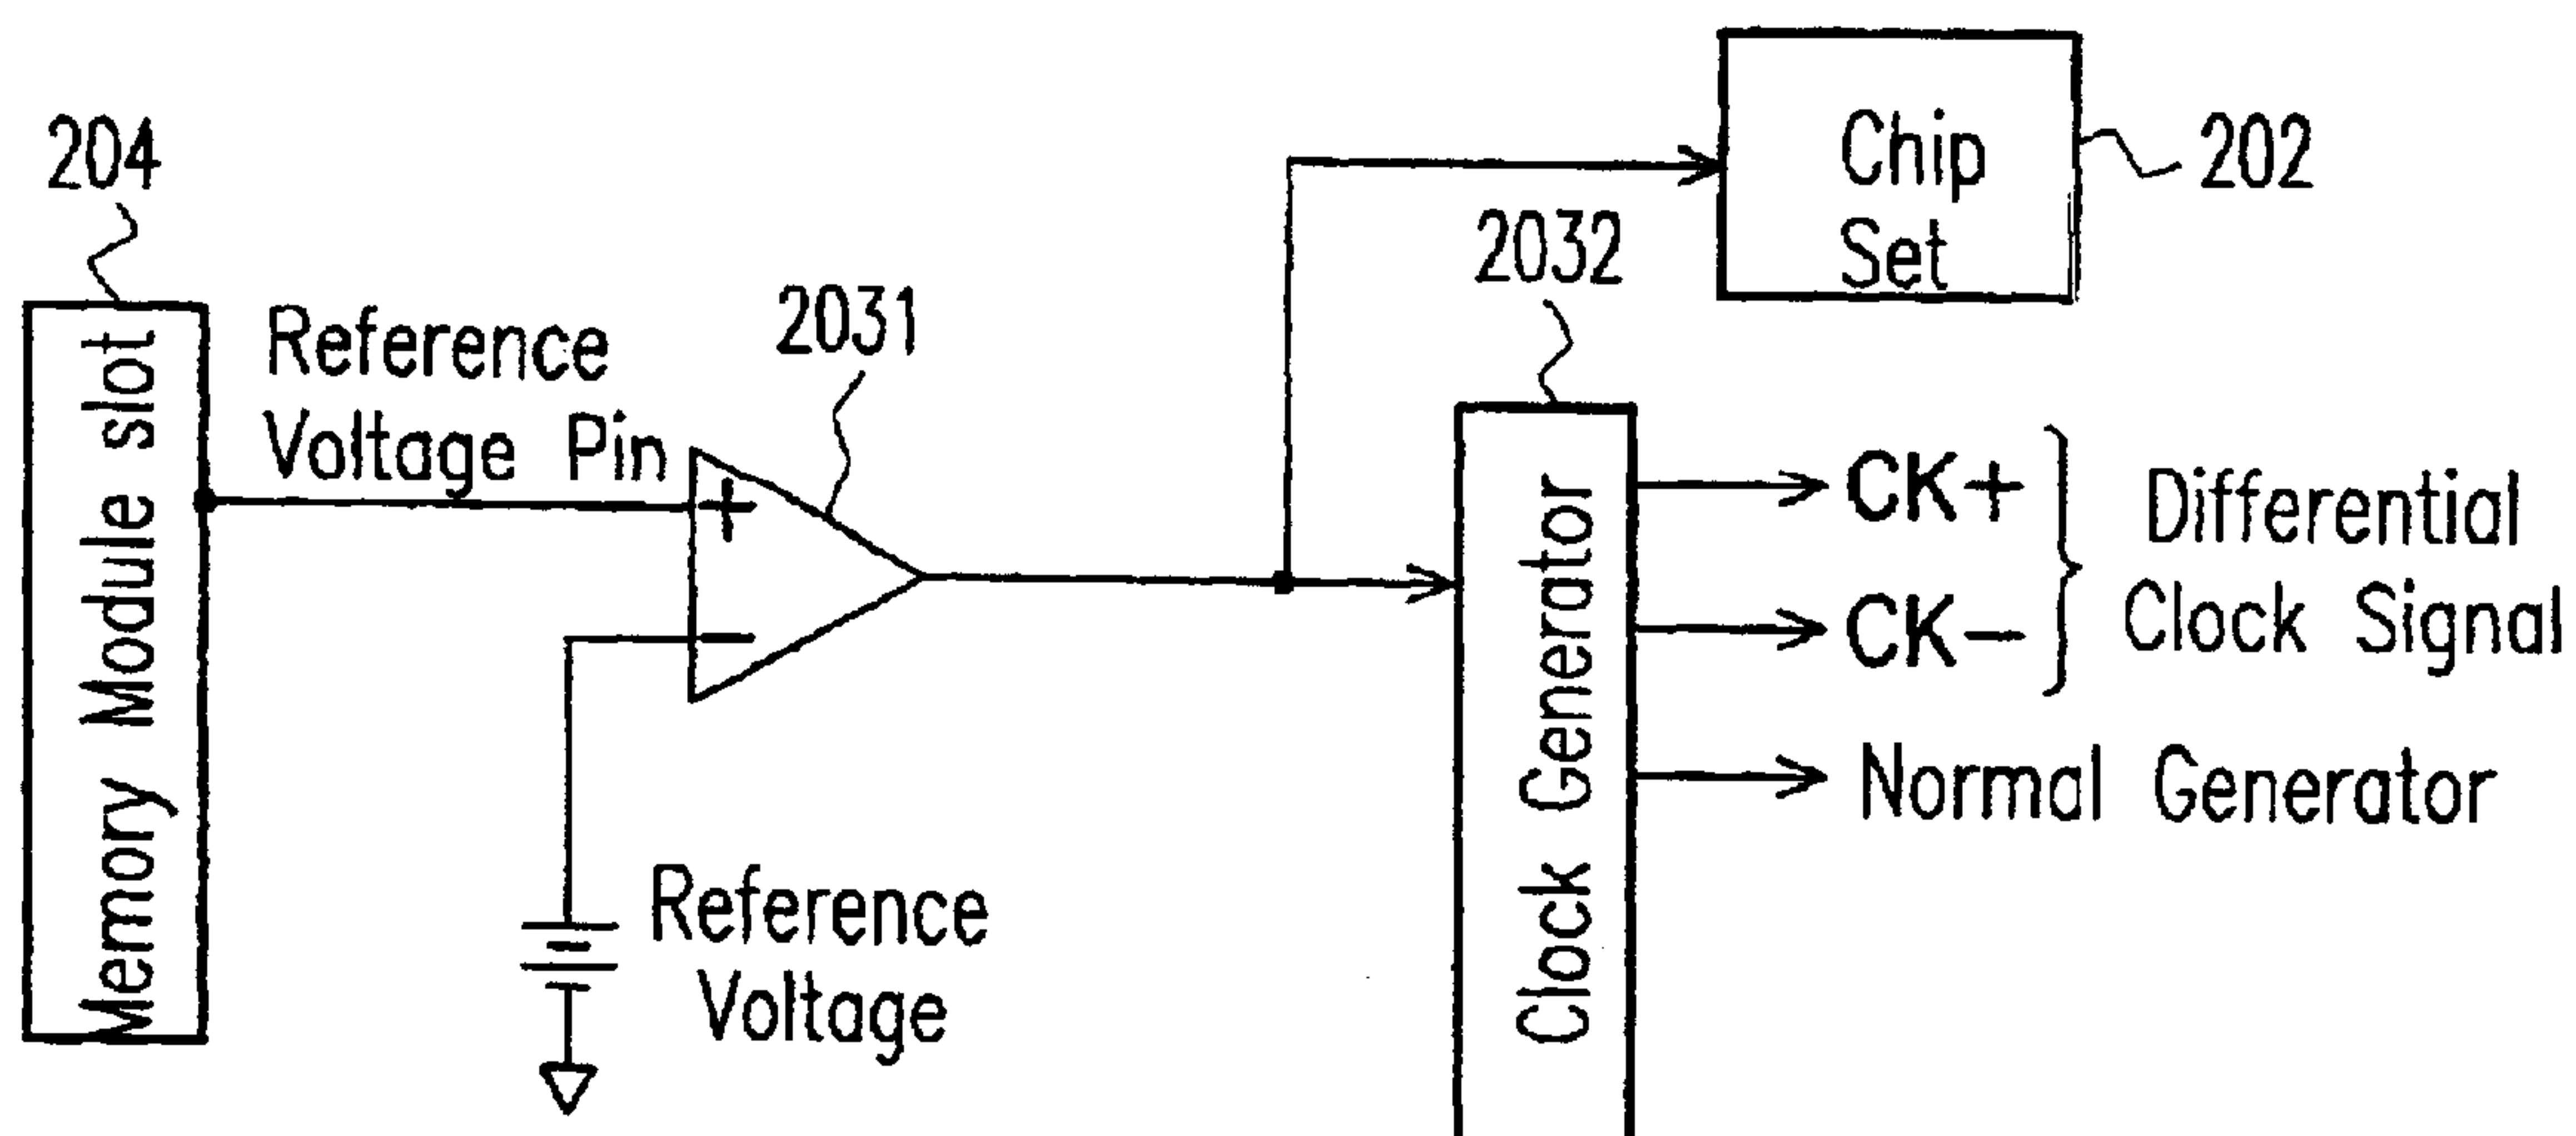 204
Memory Module slot
Reference
Voltage Pin
2031
+
−
Reference
Voltage
Chip
Set
202
2032
Clock Generator
CK+
CK−
Differential
Clock Signal
Normal Generator